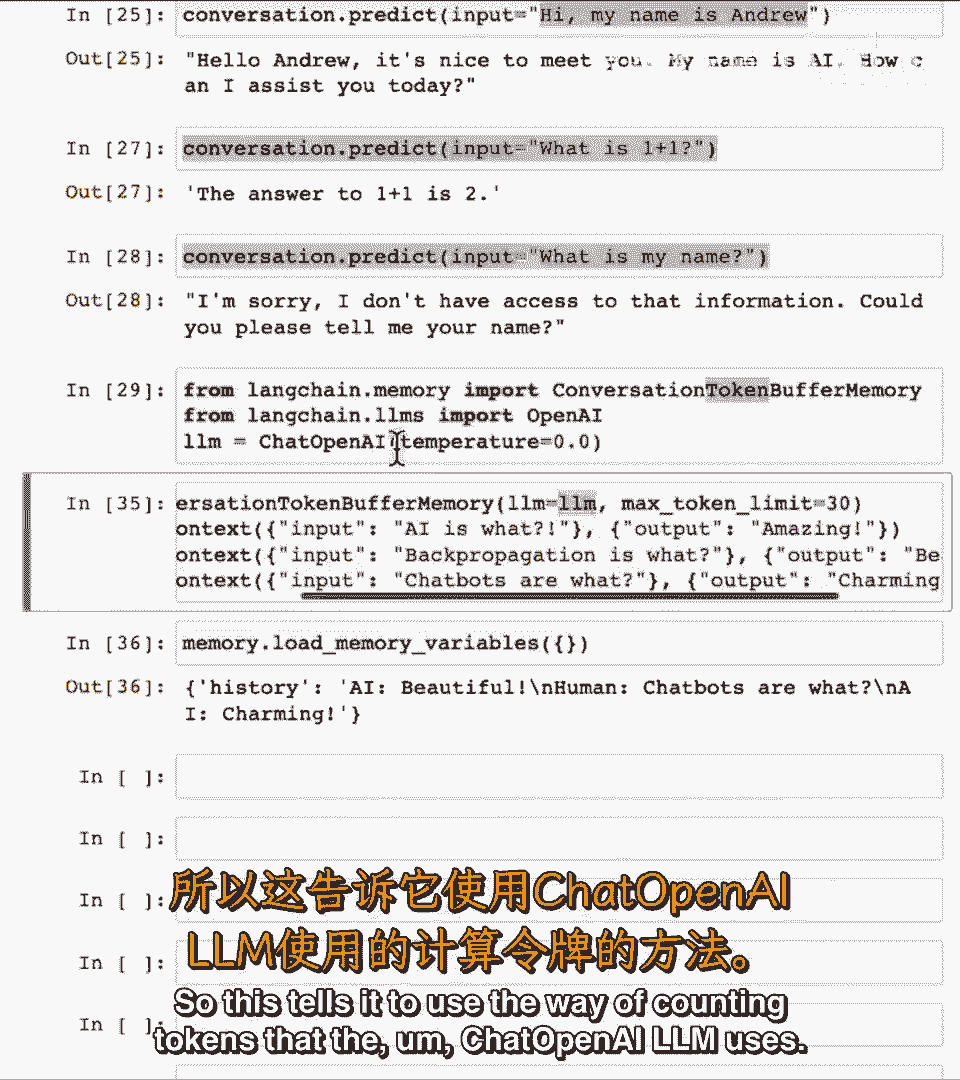 In [25]: conversation.predict(input="Hi, my name is Andrew")
Out[25]: "Hello Andrew, it's nice to meet you. My name is AI. How c
an I assist you today?"
In [27]: conversation.predict(input="What is 1+1?")
Out[27]: 'The answer to 1+1 is 2.'
In [28]: conversation.predict(input="What is my name?")
Out[28]: "I'm sorry, I don't have access to that information. Could
you please tell me your name?"
In [29]: from langchain.memory import ConversationTokenBufferMemory
from langchain.llms import OpenAI
llm = ChatOpenAI(temperature=0.0)
In [35]: ersationTokenBufferMemory(llm=llm, max_token_limit=30)
ontext({"input": "AI is what?!"}, {"output": "Amazing!"})
ontext({"input": "Backpropagation is what?"}, {"output": "Be
ontext({"input": "Chatbots are what?"}, {"output": "Charming
In [36]: memory.load_memory_variables({})
Out[36]: {'history': 'AI: Beautiful!\nHuman: Chatbots are what?\nA
I: Charming!'}
In [ ]:
In [ ]:
In [ ]:
所以这告诉它使用ChatOpenAI
In [ ]:
LLM使用的计算令牌的方法。
So this tells it to use the way of counting
In [ ]:
tokens that the, um, ChatOpenAI LLM uses.